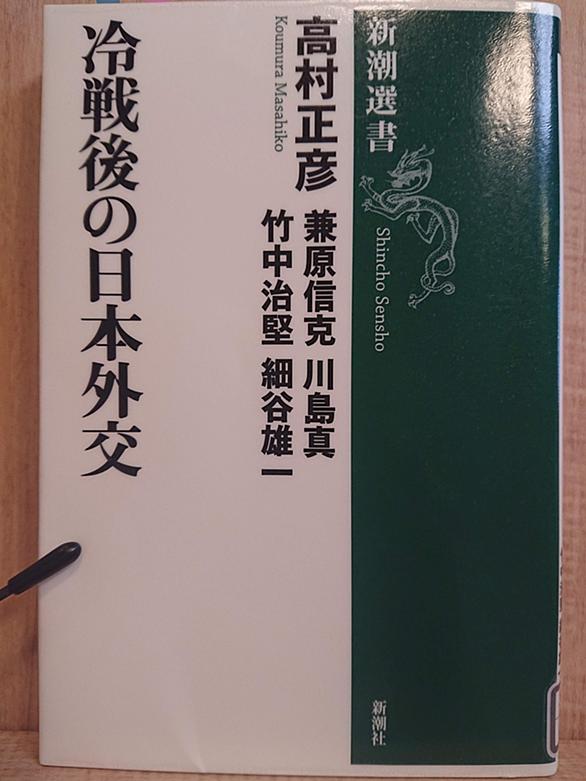 新潮選書
Shincho Sensho
高村正彦
Koumura Masahiko
兼原信克 川島真
竹中治堅 細谷雄一
冷戦後の日本外交
新潮社